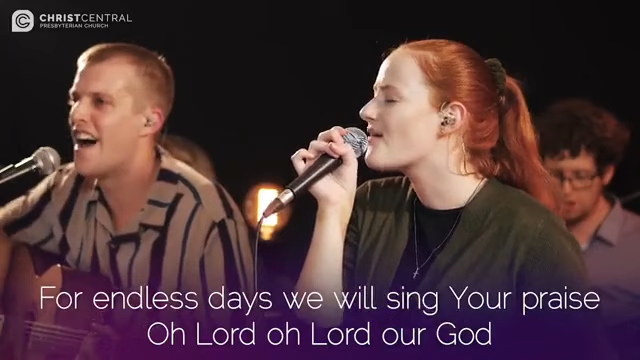 CHRISTCENTRAL
PRESBYTERIAN CHURCH
For endless days we will sing Your praise
Oh Lord oh Lord our God